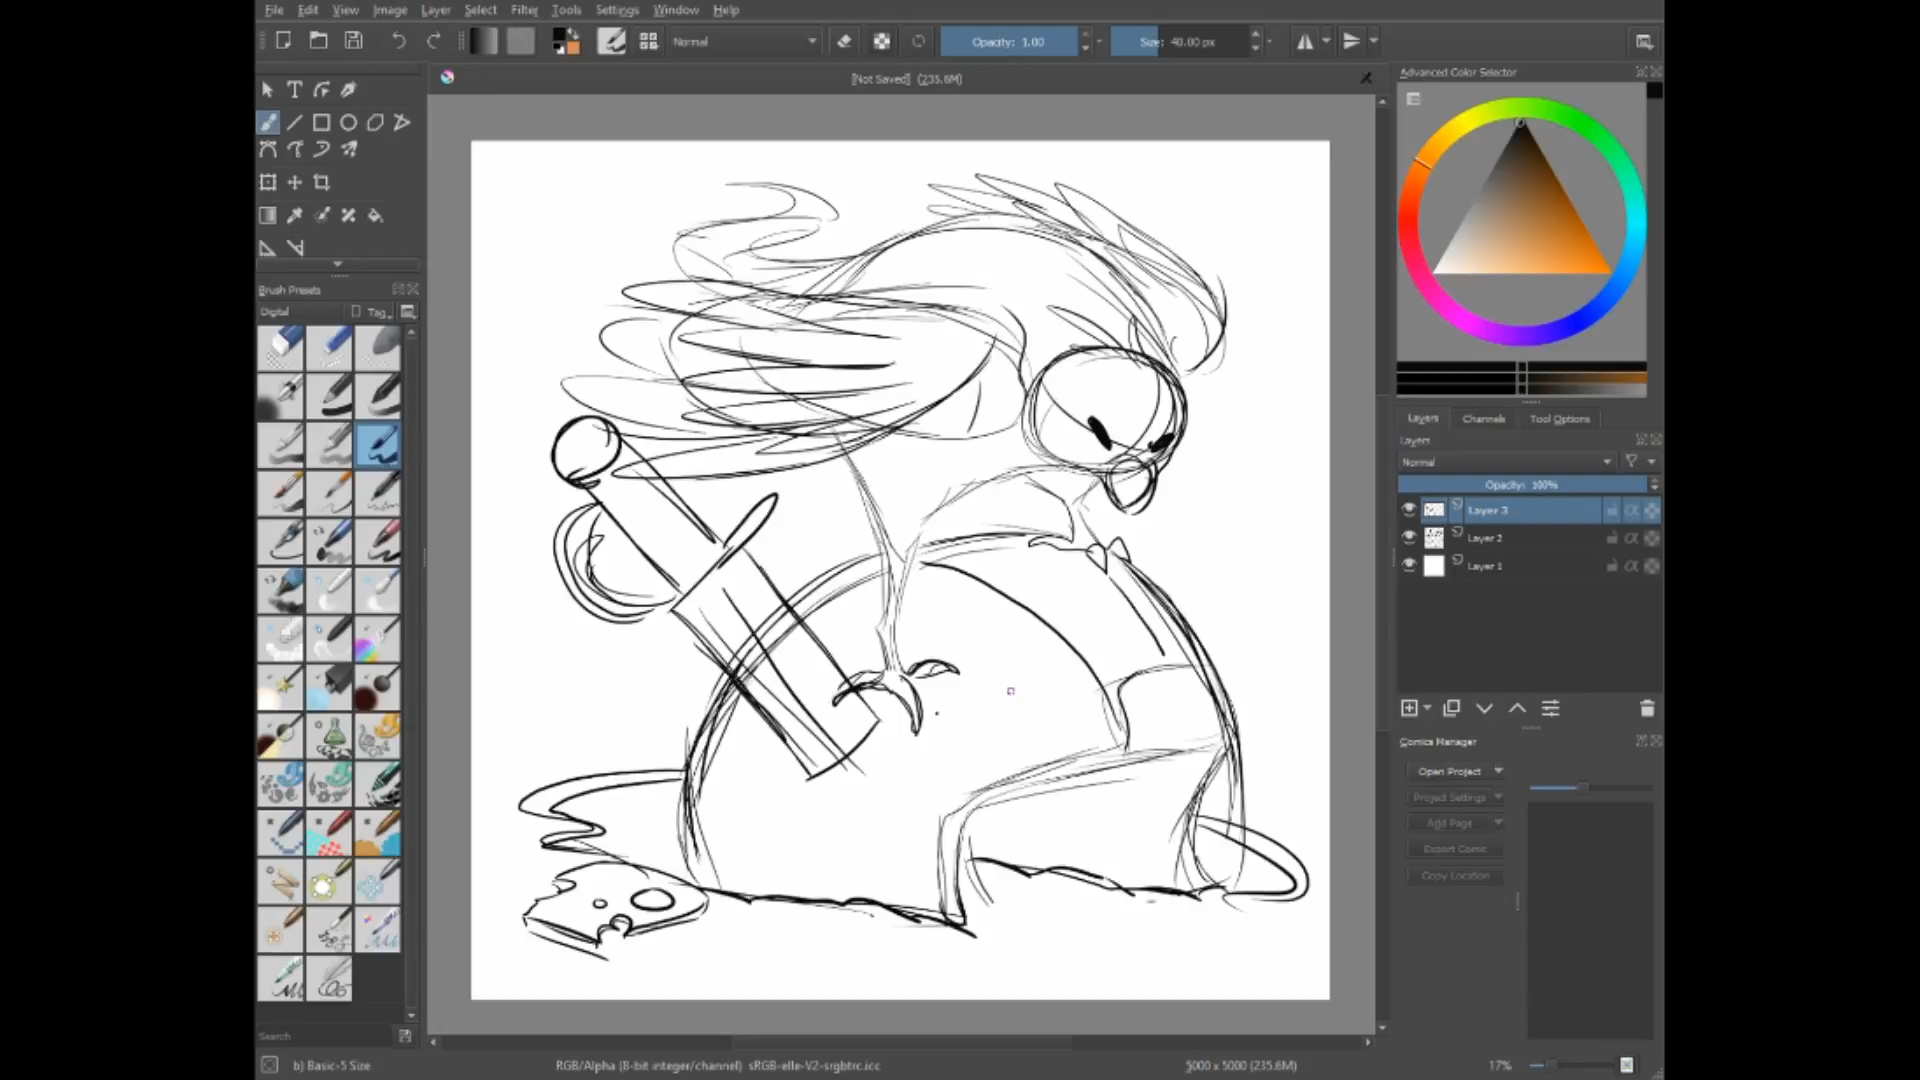 File Edit View Image Layer Select Filter Tools Settings Window Help
Normal
Opacity: 1.00
Size: 40.00 px
[Not Saved] (235.6M)
Advanced Color Selector
Brush Presets
Digital
Tag
Layers Channels Tool Options
Layers
Normal
Opacity: 100%
Layer 3
Layer 2
Layer 1
Comics Manager
Open Project
Project Settings
Add Page
Export Comic
Copy Location
Search
b) Basic-5 Size
RGB/Alpha (8-bit integer/channel) sRGB-elle-V2-srgbtrc.icc
5000 x 5000 (235.6M)
17%